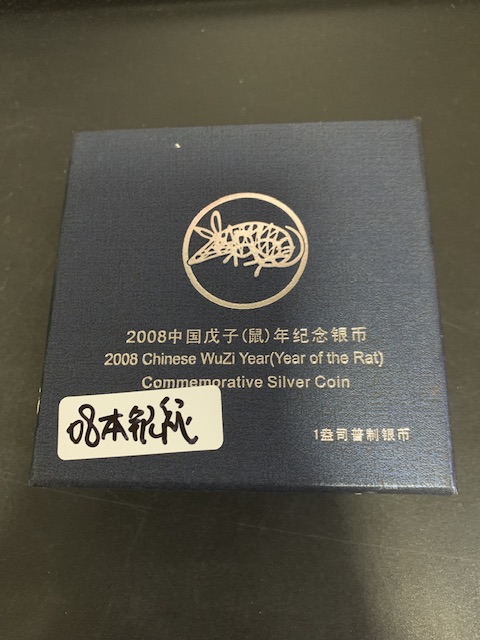 2008中国戊子(鼠)年纪念银币
2008 Chinese WuZi Year(Year of the Rat)
Commemorative Silver Coin
08本银
1盎司普制银币